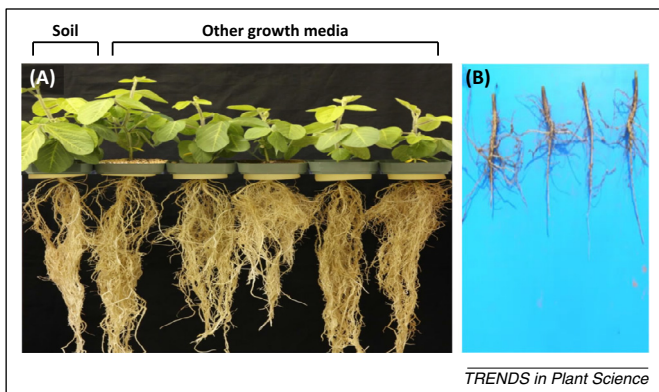 Soil
Other growth media
(A)
(B)
TRENDS in Plant Science